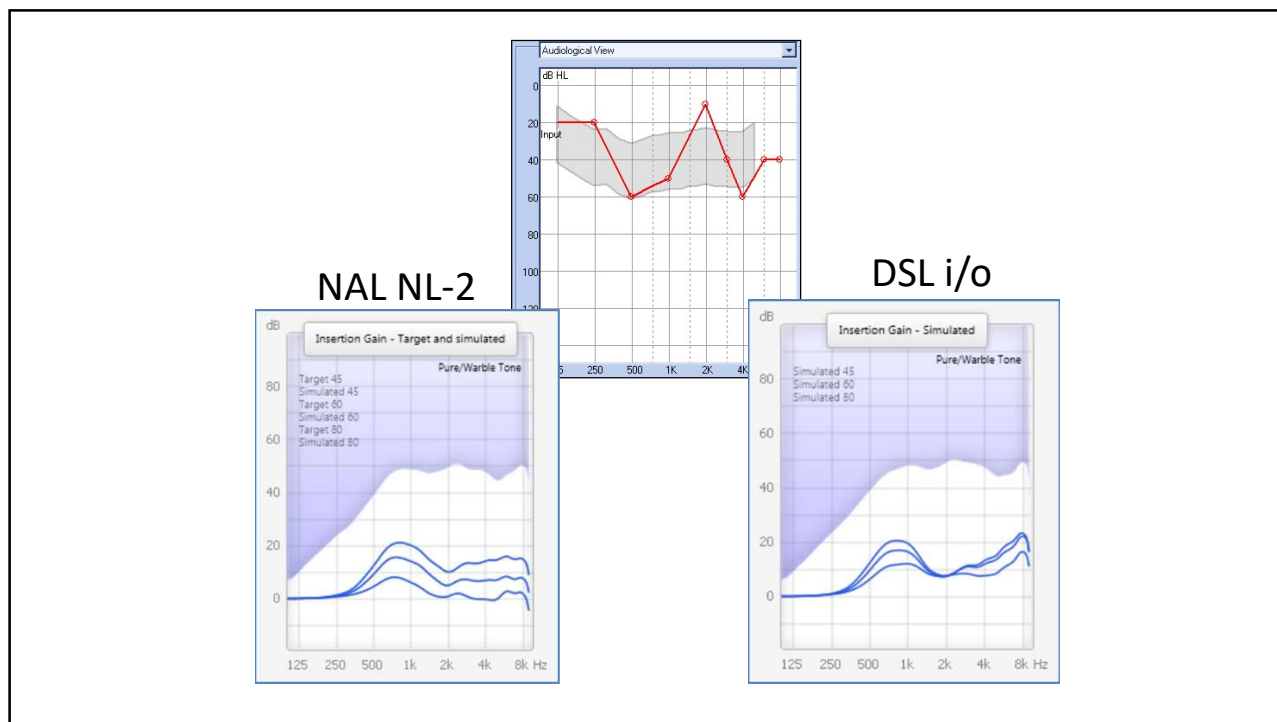 Audiological View
dB HL
0
20
Input
40
60
80
100
120
250 500 1K 2K 4K
NAL NL-2
dB
Insertion Gain - Target and simulated
Pure/Warble Tone
Target 45
Simulated 45
Target 60
Simulated 60
Target 80
Simulated 80
80
60
40
20
0
125 250 500 1k 2k 4k 8k Hz
DSL i/o
dB
Insertion Gain - Simulated
Pure/Warble Tone
Simulated 45
Simulated 60
Simulated 80
80
60
40
20
0
125 250 500 1k 2k 4k 8k Hz